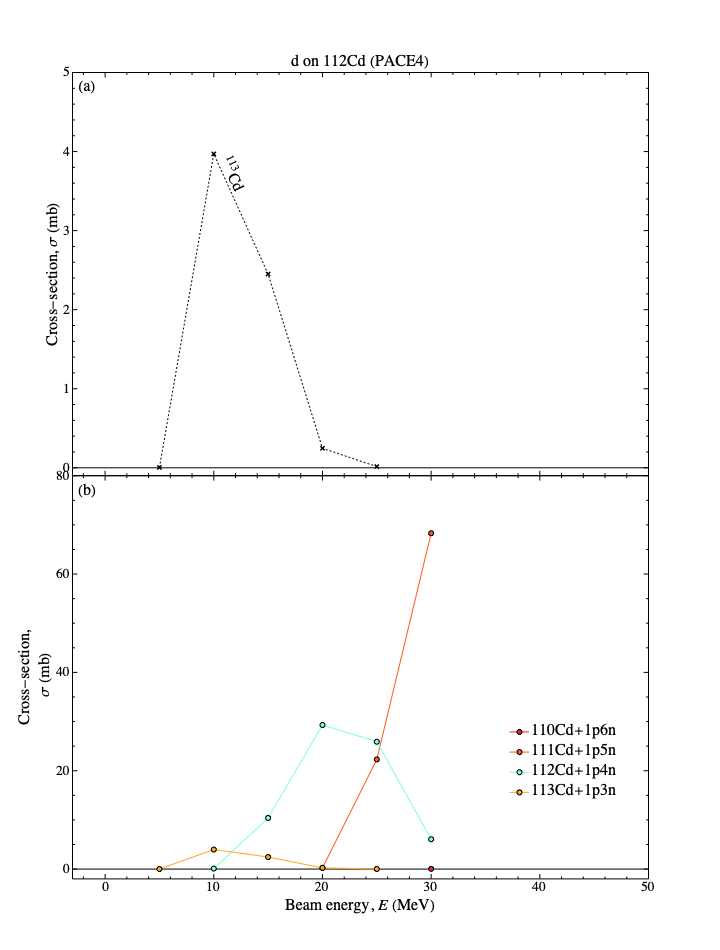 d on 112Cd (PACE4)
(a)
5
4
3
2
1
0
Cross−section, σ (mb)
113Cd
(b)
80
60
40
20
0
Cross−section,
σ (mb)
110Cd+1p6n
111Cd+1p5n
112Cd+1p4n
113Cd+1p3n
0 10 20 30 40 50
Beam energy, E (MeV)